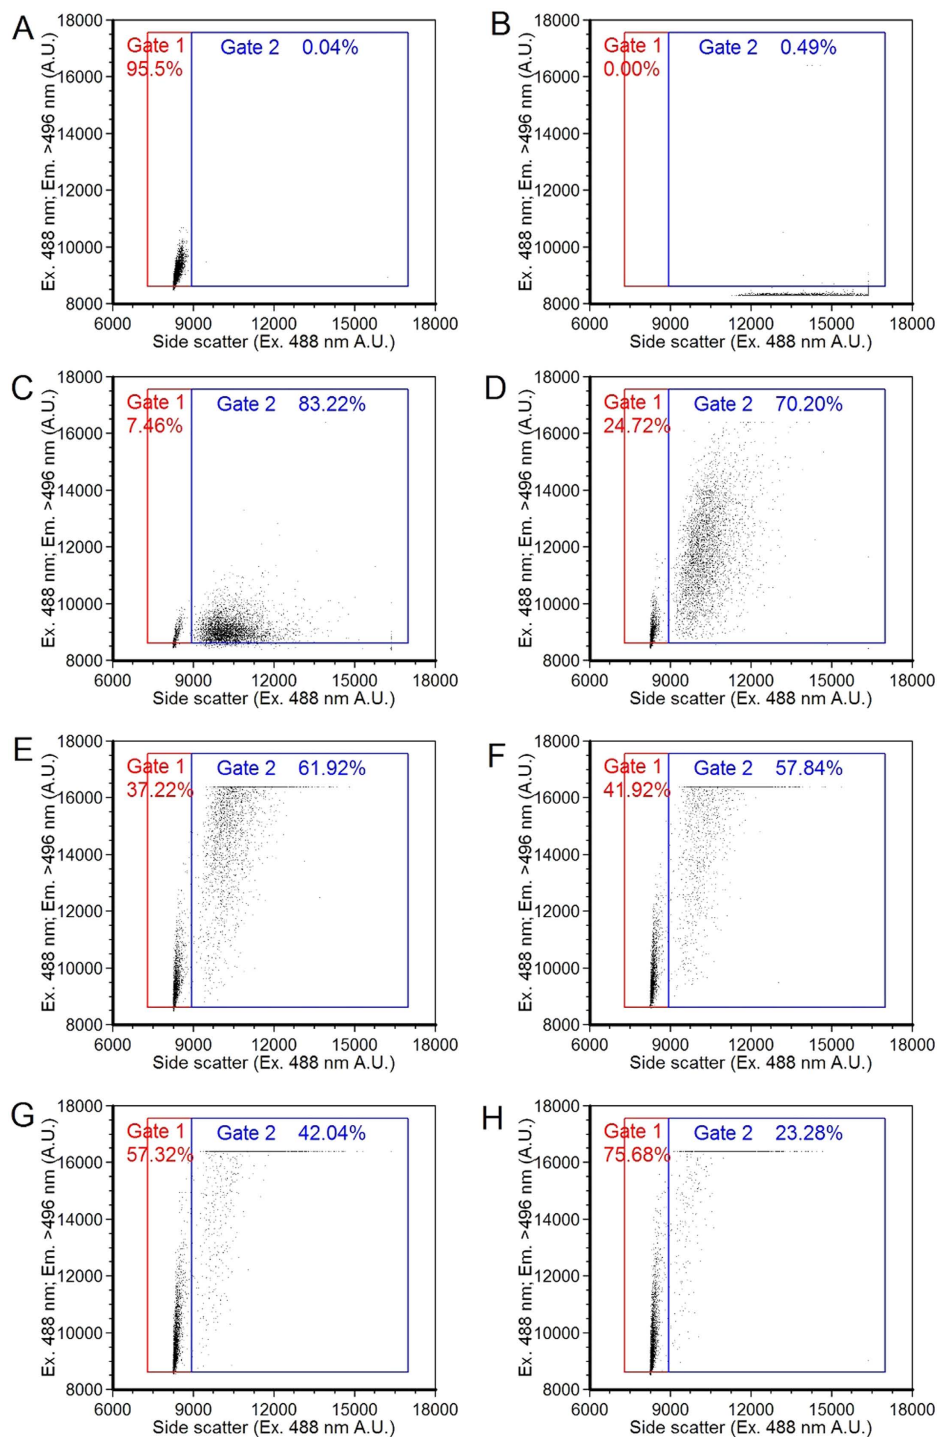 A
B
18000
16000
14000
12000
10000
8000
Ex. 488 nm; Em. >496 nm (A.U.)
Gate 1
95.5%
Gate 2 0.04%
6000 9000 12000 15000 18000
Side scatter (Ex. 488 nm A.U.)
18000
16000
14000
12000
10000
8000
Ex. 488 nm; Em. >496 nm (A.U.)
Gate 1
0.00%
Gate 2 0.49%
6000 9000 12000 15000 18000
Side scatter (Ex. 488 nm A.U.)
C
18000
16000
14000
12000
10000
8000
Ex. 488 nm; Em. >496 nm (A.U.)
Gate 1
7.46%
Gate 2 83.22%
6000 9000 12000 15000 18000
Side scatter (Ex. 488 nm A.U.)
D
18000
16000
14000
12000
10000
8000
Ex. 488 nm; Em. >496 nm (A.U.)
Gate 1
24.72%
Gate 2 70.20%
6000 9000 12000 15000 18000
Side scatter (Ex. 488 nm A.U.)
E
18000
16000
14000
12000
10000
8000
Ex. 488 nm; Em. >496 nm (A.U.)
Gate 1
37.22%
Gate 2 61.92%
6000 9000 12000 15000 18000
Side scatter (Ex. 488 nm A.U.)
F
18000
16000
14000
12000
10000
8000
Ex. 488 nm; Em. >496 nm (A.U.)
Gate 1
41.92%
Gate 2 57.84%
6000 9000 12000 15000 18000
Side scatter (Ex. 488 nm A.U.)
G
18000
16000
14000
12000
10000
8000
Ex. 488 nm; Em. >496 nm (A.U.)
Gate 1
57.32%
Gate 2 42.04%
6000 9000 12000 15000 18000
Side scatter (Ex. 488 nm A.U.)
H
18000
16000
14000
12000
10000
8000
Ex. 488 nm; Em. >496 nm (A.U.)
Gate 1
75.68%
Gate 2 23.28%
6000 9000 12000 15000 18000
Side scatter (Ex. 488 nm A.U.)